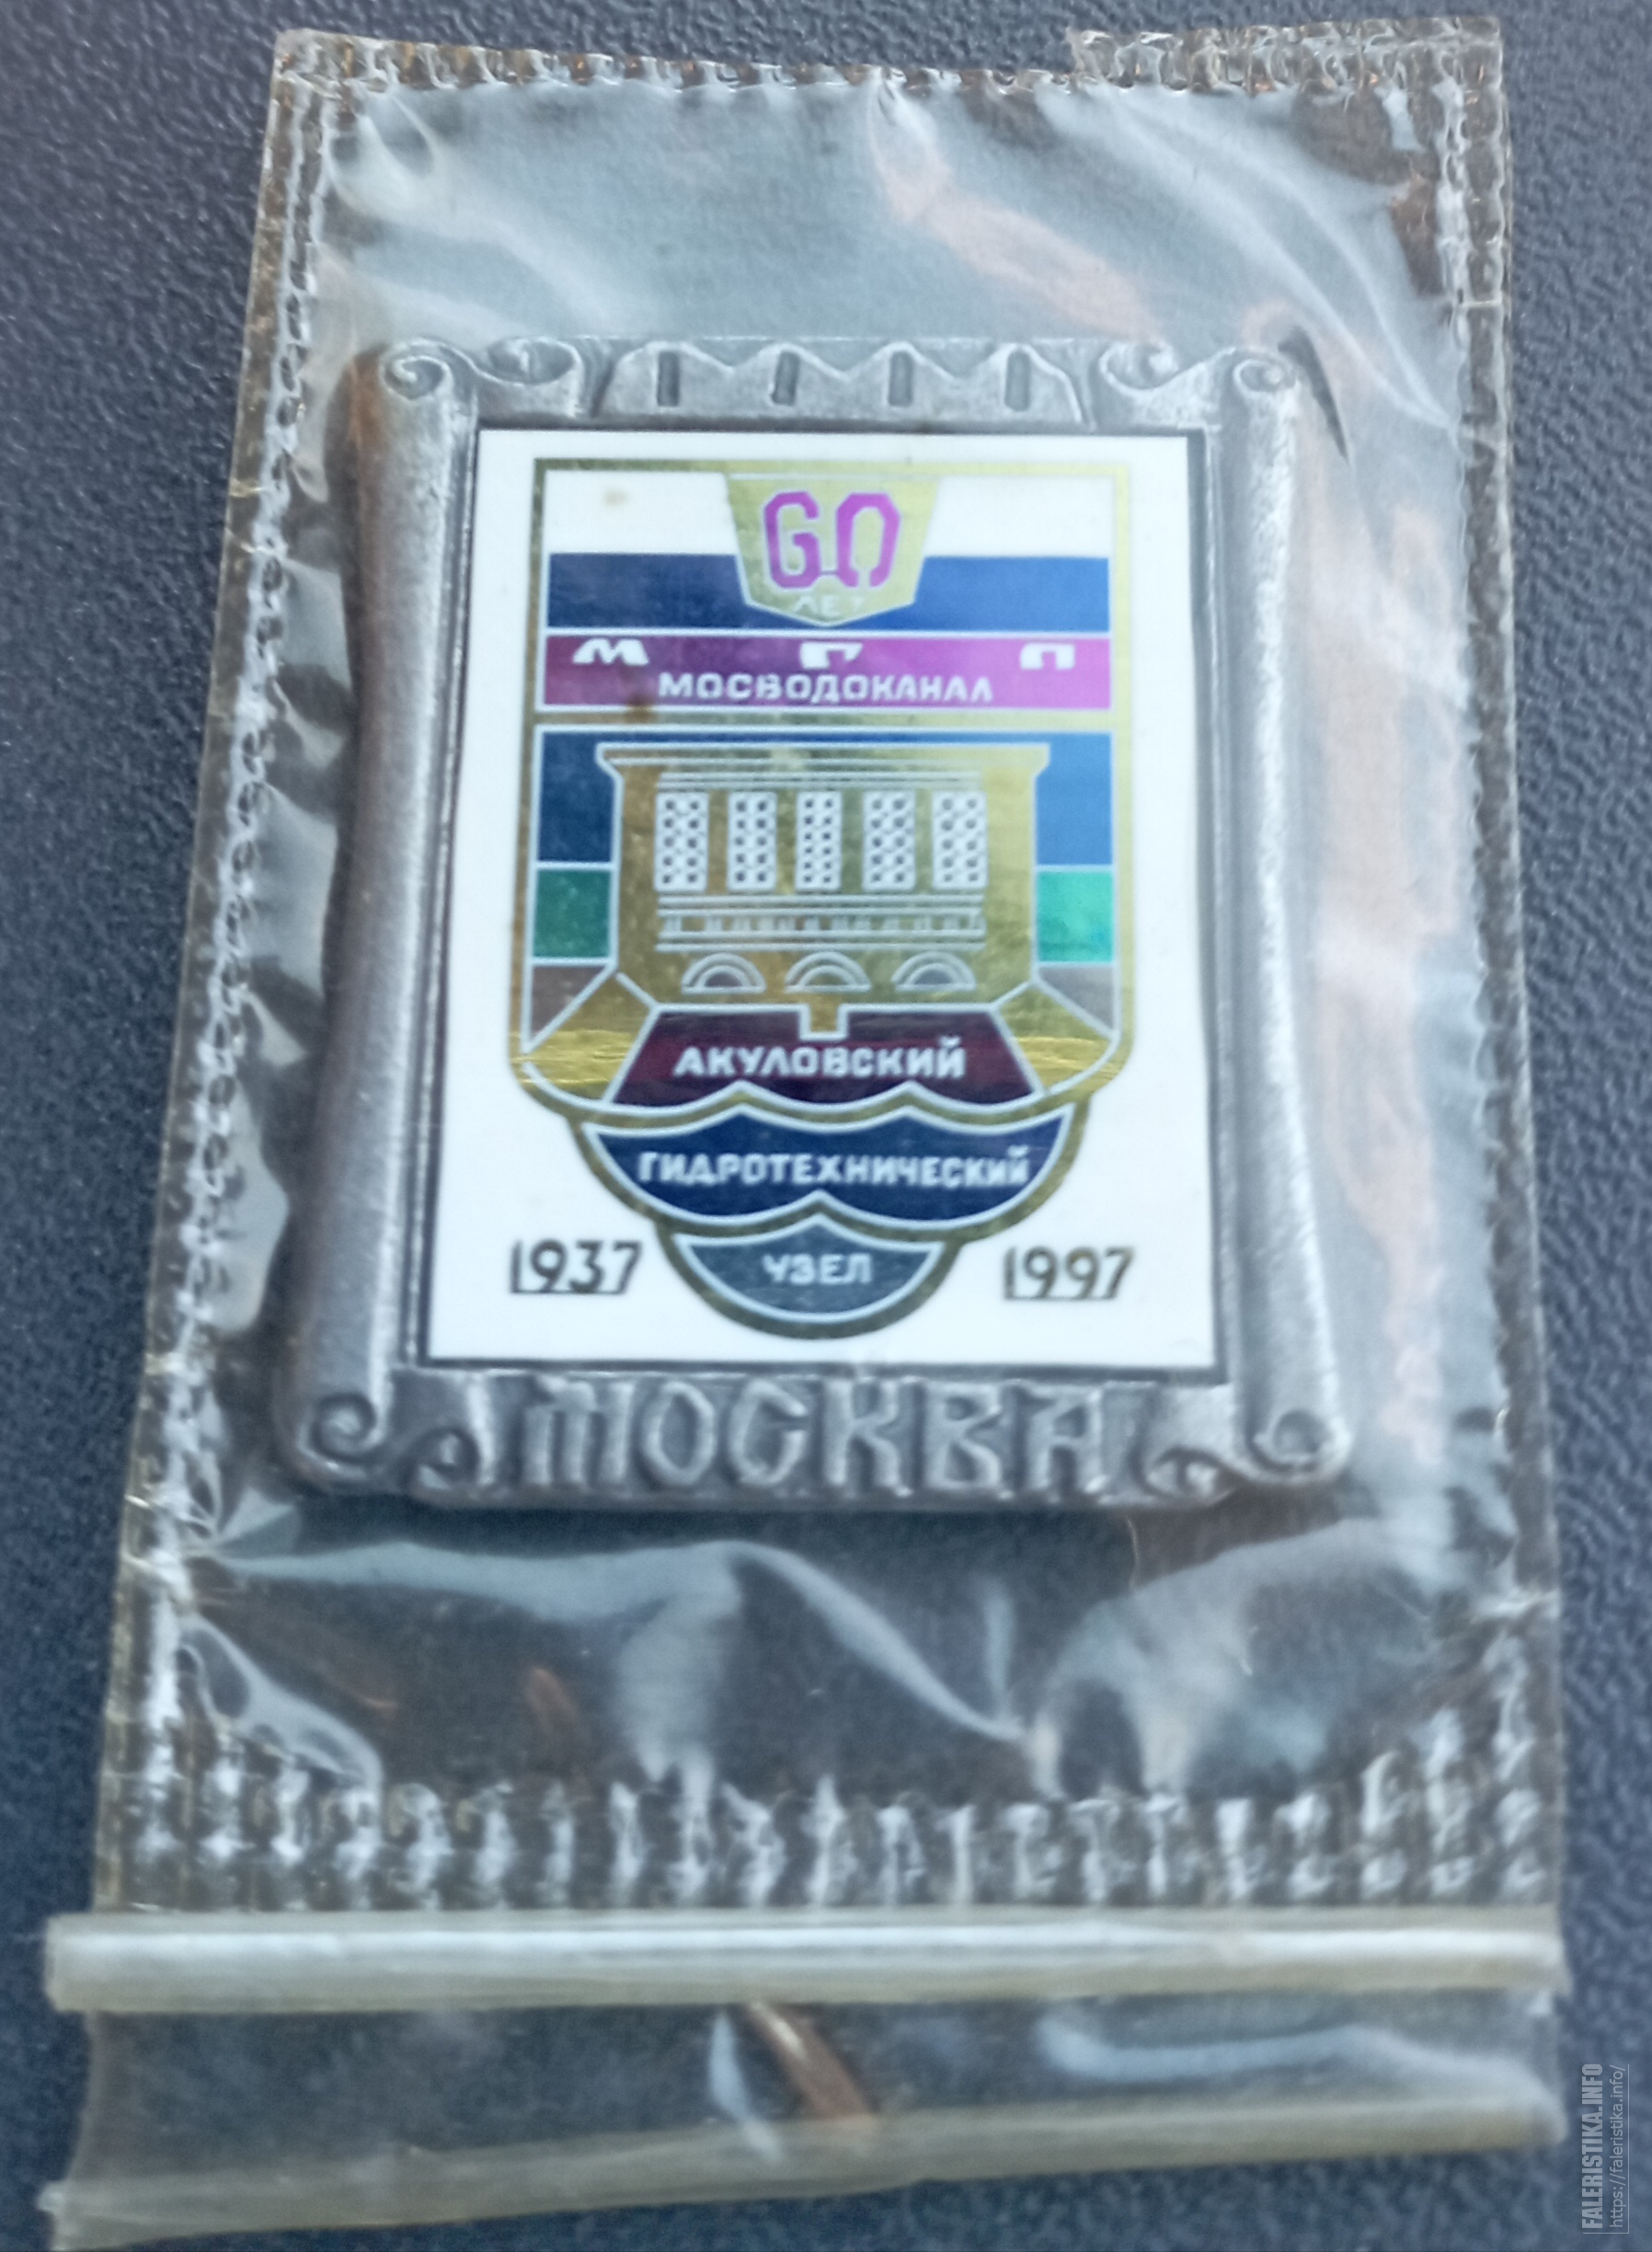 60
ЛЕТ
М Г П
МОСВОДОКАНАЛ
АКУЛОВСКИЙ
ГИДРОТЕХНИЧЕСКИЙ
УЗЕЛ
1937 1997
МОСКВА
FALERISTIKA.INFO
https://faleristika.info/